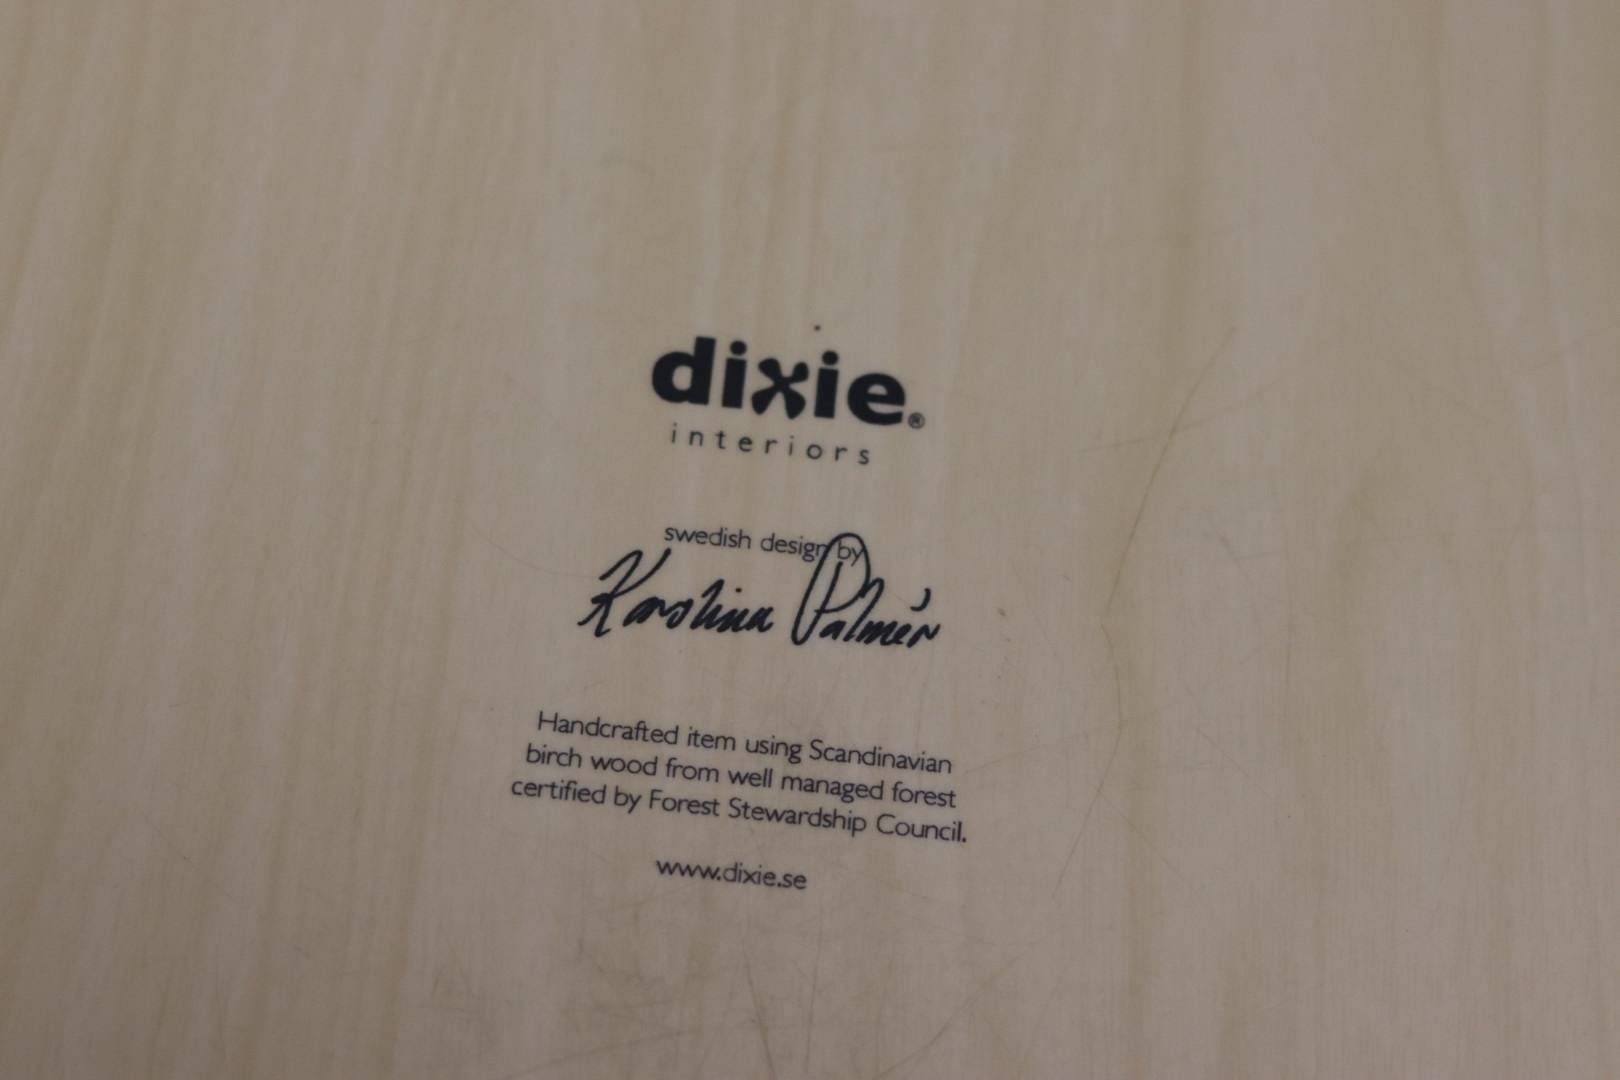 dixie®
interiors
swedish design by
Karolina Palmér
Handcrafted item using Scandinavian
birch wood from well managed forest
certified by Forest Stewardship Council.
www.dixie.se